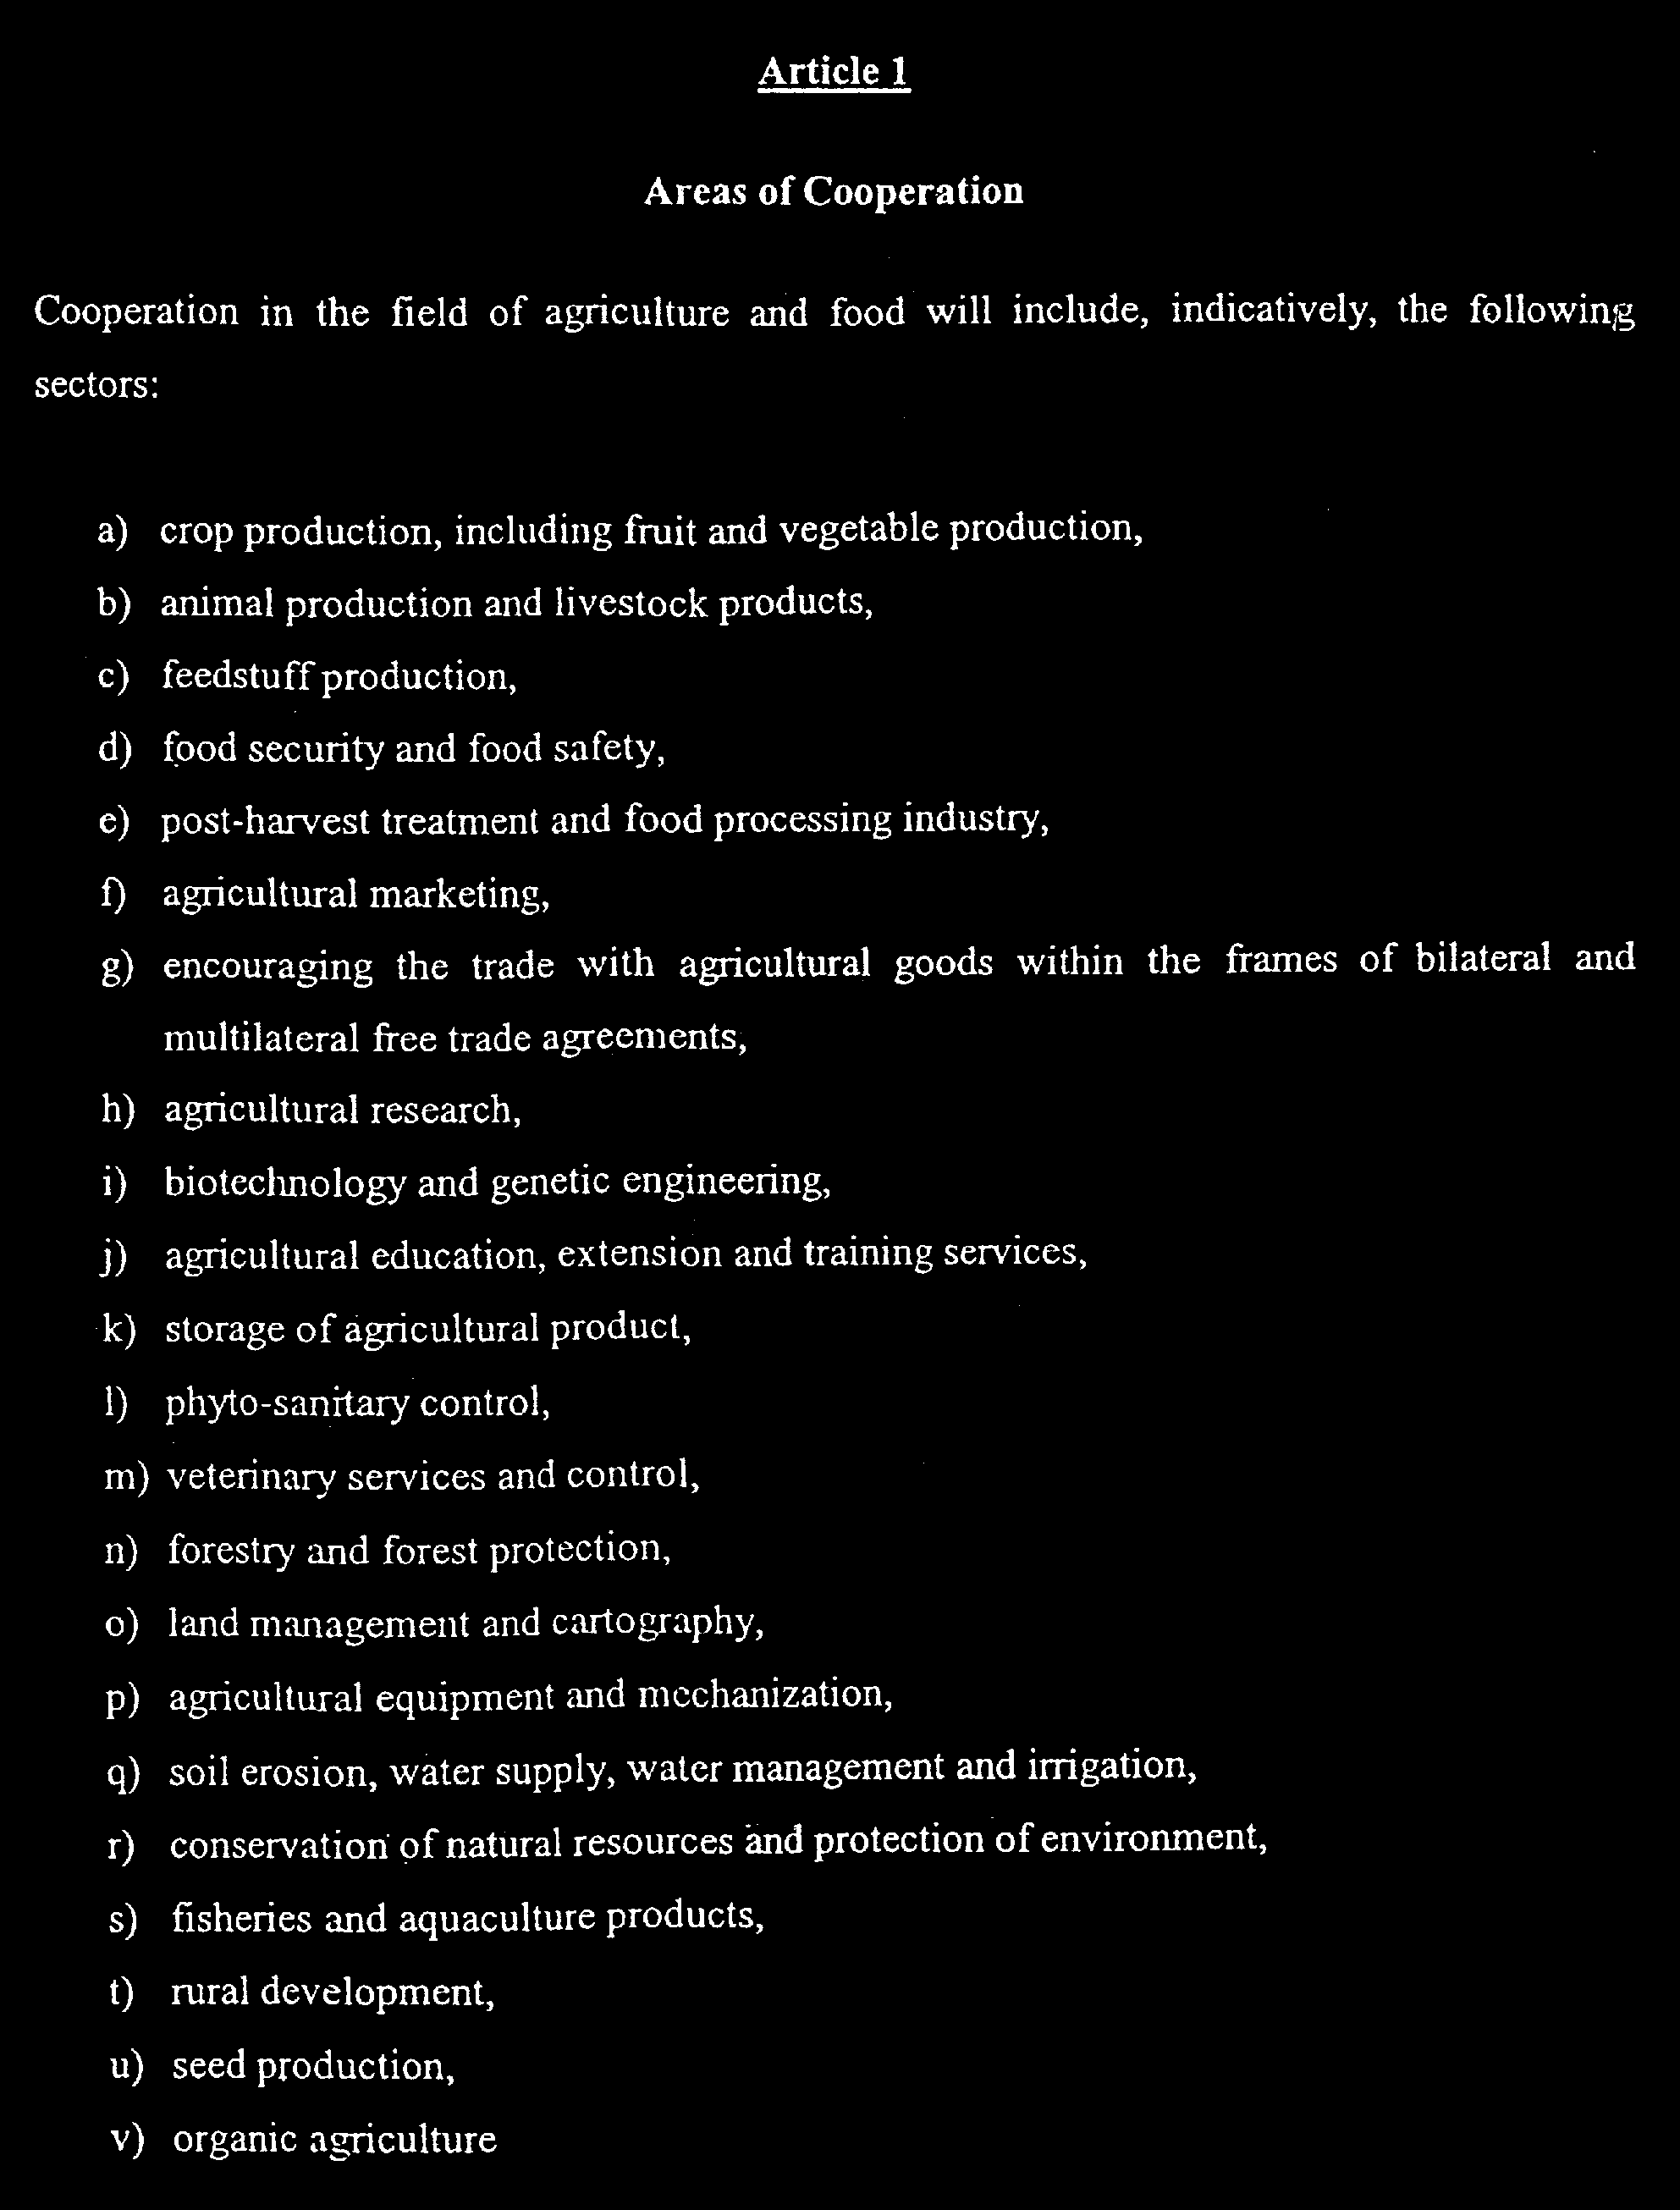 Article 1
Areas of Cooperation
Cooperation in the field of agriculture and food will include, indicatively, the following
sectors:
a) crop production, including fruit and vegetable production,
b) animal production and livestock products,
c) feedstuff production,
d) food security and food safety,
e) post-harvest treatment and food processing industry,
f) agricultural marketing,
g) encouraging the trade with agricultural goods within the frames of bilateral and
multilateral free trade agreements,
h) agricultural research,
i) biotechnology and genetic engineering,
j) agricultural education, extension and training services,
k) storage of agricultural product,
l) phyto-sanitary control,
m) veterinary services and control,
n) forestry and forest protection,
o) land management and cartography,
p) agricultural equipment and mechanization,
q) soil erosion, water supply, water management and irrigation,
r) conservation of natural resources and protection of environment,
s) fisheries and aquaculture products,
t) rural development,
u) seed production,
v) organic agriculture